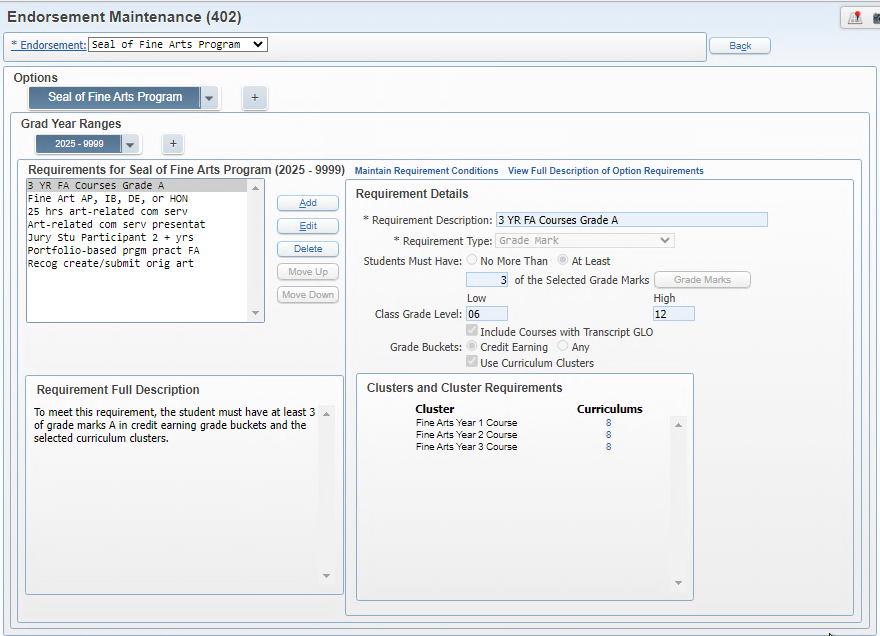 Endorsement Maintenance (402)
* Endorsement: Seal of Fine Arts Program
Back
Options
Seal of Fine Arts Program
+
Grad Year Ranges
2025 - 9999
+
Requirements for Seal of Fine Arts Program (2025 - 9999) Maintain Requirement Conditions View Full Description of Option Requirements
3 YR FA Courses Grade A
Fine Art AP, IB, DE, or HON
25 hrs art-related com serv
Art-related com serv presentat
Jury Stu Participant 2 + yrs
Portfolio-based prgm pract FA
Recog create/submit orig art
Add
Edit
Delete
Move Up
Move Down
Requirement Details
* Requirement Description: 3 YR FA Courses Grade A
* Requirement Type: Grade Mark
Students Must Have: No More Than At Least
3 of the Selected Grade Marks Grade Marks
Low High
Class Grade Level: 06 12
Include Courses with Transcript GLO
Grade Buckets: Credit Earning Any
Use Curriculum Clusters
Requirement Full Description
To meet this requirement, the student must have at least 3
of grade marks A in credit earning grade buckets and the
selected curriculum clusters.
Clusters and Cluster Requirements
Cluster Curriculums
Fine Arts Year 1 Course 8
Fine Arts Year 2 Course 8
Fine Arts Year 3 Course 8